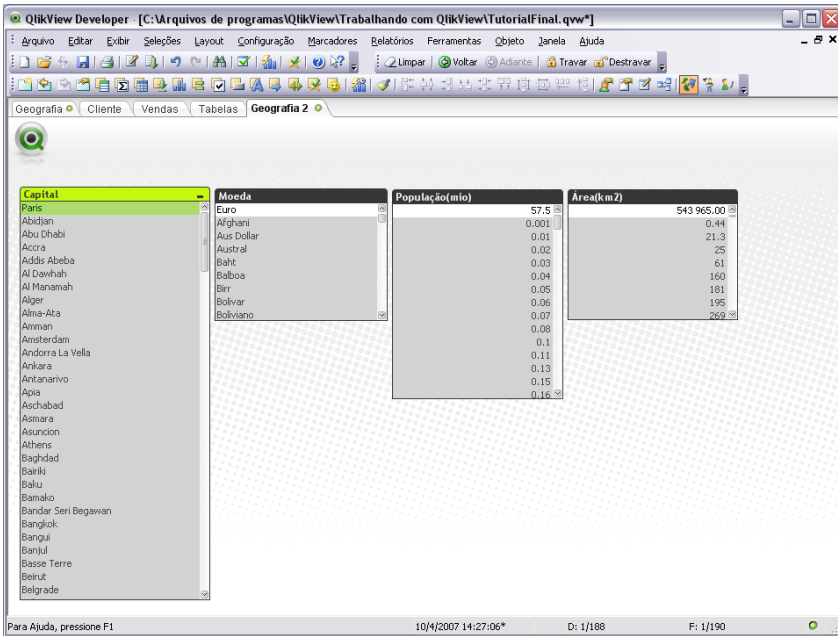 QlikView Developer - [C:\Arquivos de programas\QlikView\Trabalhando com QlikView\TutorialFinal.qvw*]
Arquivo Editar Exibir Seleções Layout Configuração Marcadores Relatórios Ferramentas Objeto Janela Ajuda
Limpar Voltar Adiante Travar Destravar
Geografia Cliente Vendas Tabelas Geografia 2
Capital
Paris
Abidjan
Abu Dhabi
Accra
Addis Abeba
Al Dawhah
Al Manamah
Alger
Alma-Ata
Amman
Amsterdam
Andorra La Vella
Ankara
Antanarivo
Apia
Aschabad
Asmara
Asuncion
Athens
Baghdad
Bairiki
Baku
Bamako
Bandar Seri Begawan
Bangkok
Bangui
Banjul
Basse Terre
Beirut
Belgrade
Moeda
Euro
Afghani
Aus Dollar
Austral
Baht
Balboa
Birr
Bolivar
Boliviano
População(mio)
57.5
0.001
0.01
0.02
0.03
0.04
0.05
0.06
0.07
0.08
0.1
0.11
0.13
0.15
0.16
Área(km2)
543 965.00
0.44
21.3
25
61
160
181
195
269
Para Ajuda, pressione F1 10/4/2007 14:27:06* D: 1/188 F: 1/190